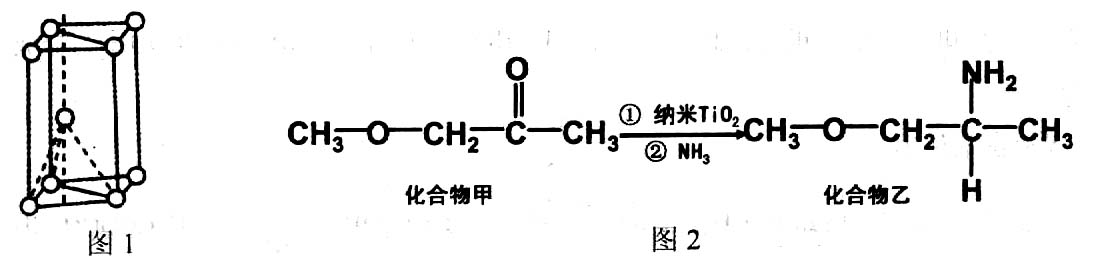 图1
CH₃—O—CH₂—C—CH₃
O
① 纳米TiO₂
② NH₃
化合物甲
CH₃—O—CH₂—C—CH₃
NH₂
H
化合物乙
图2